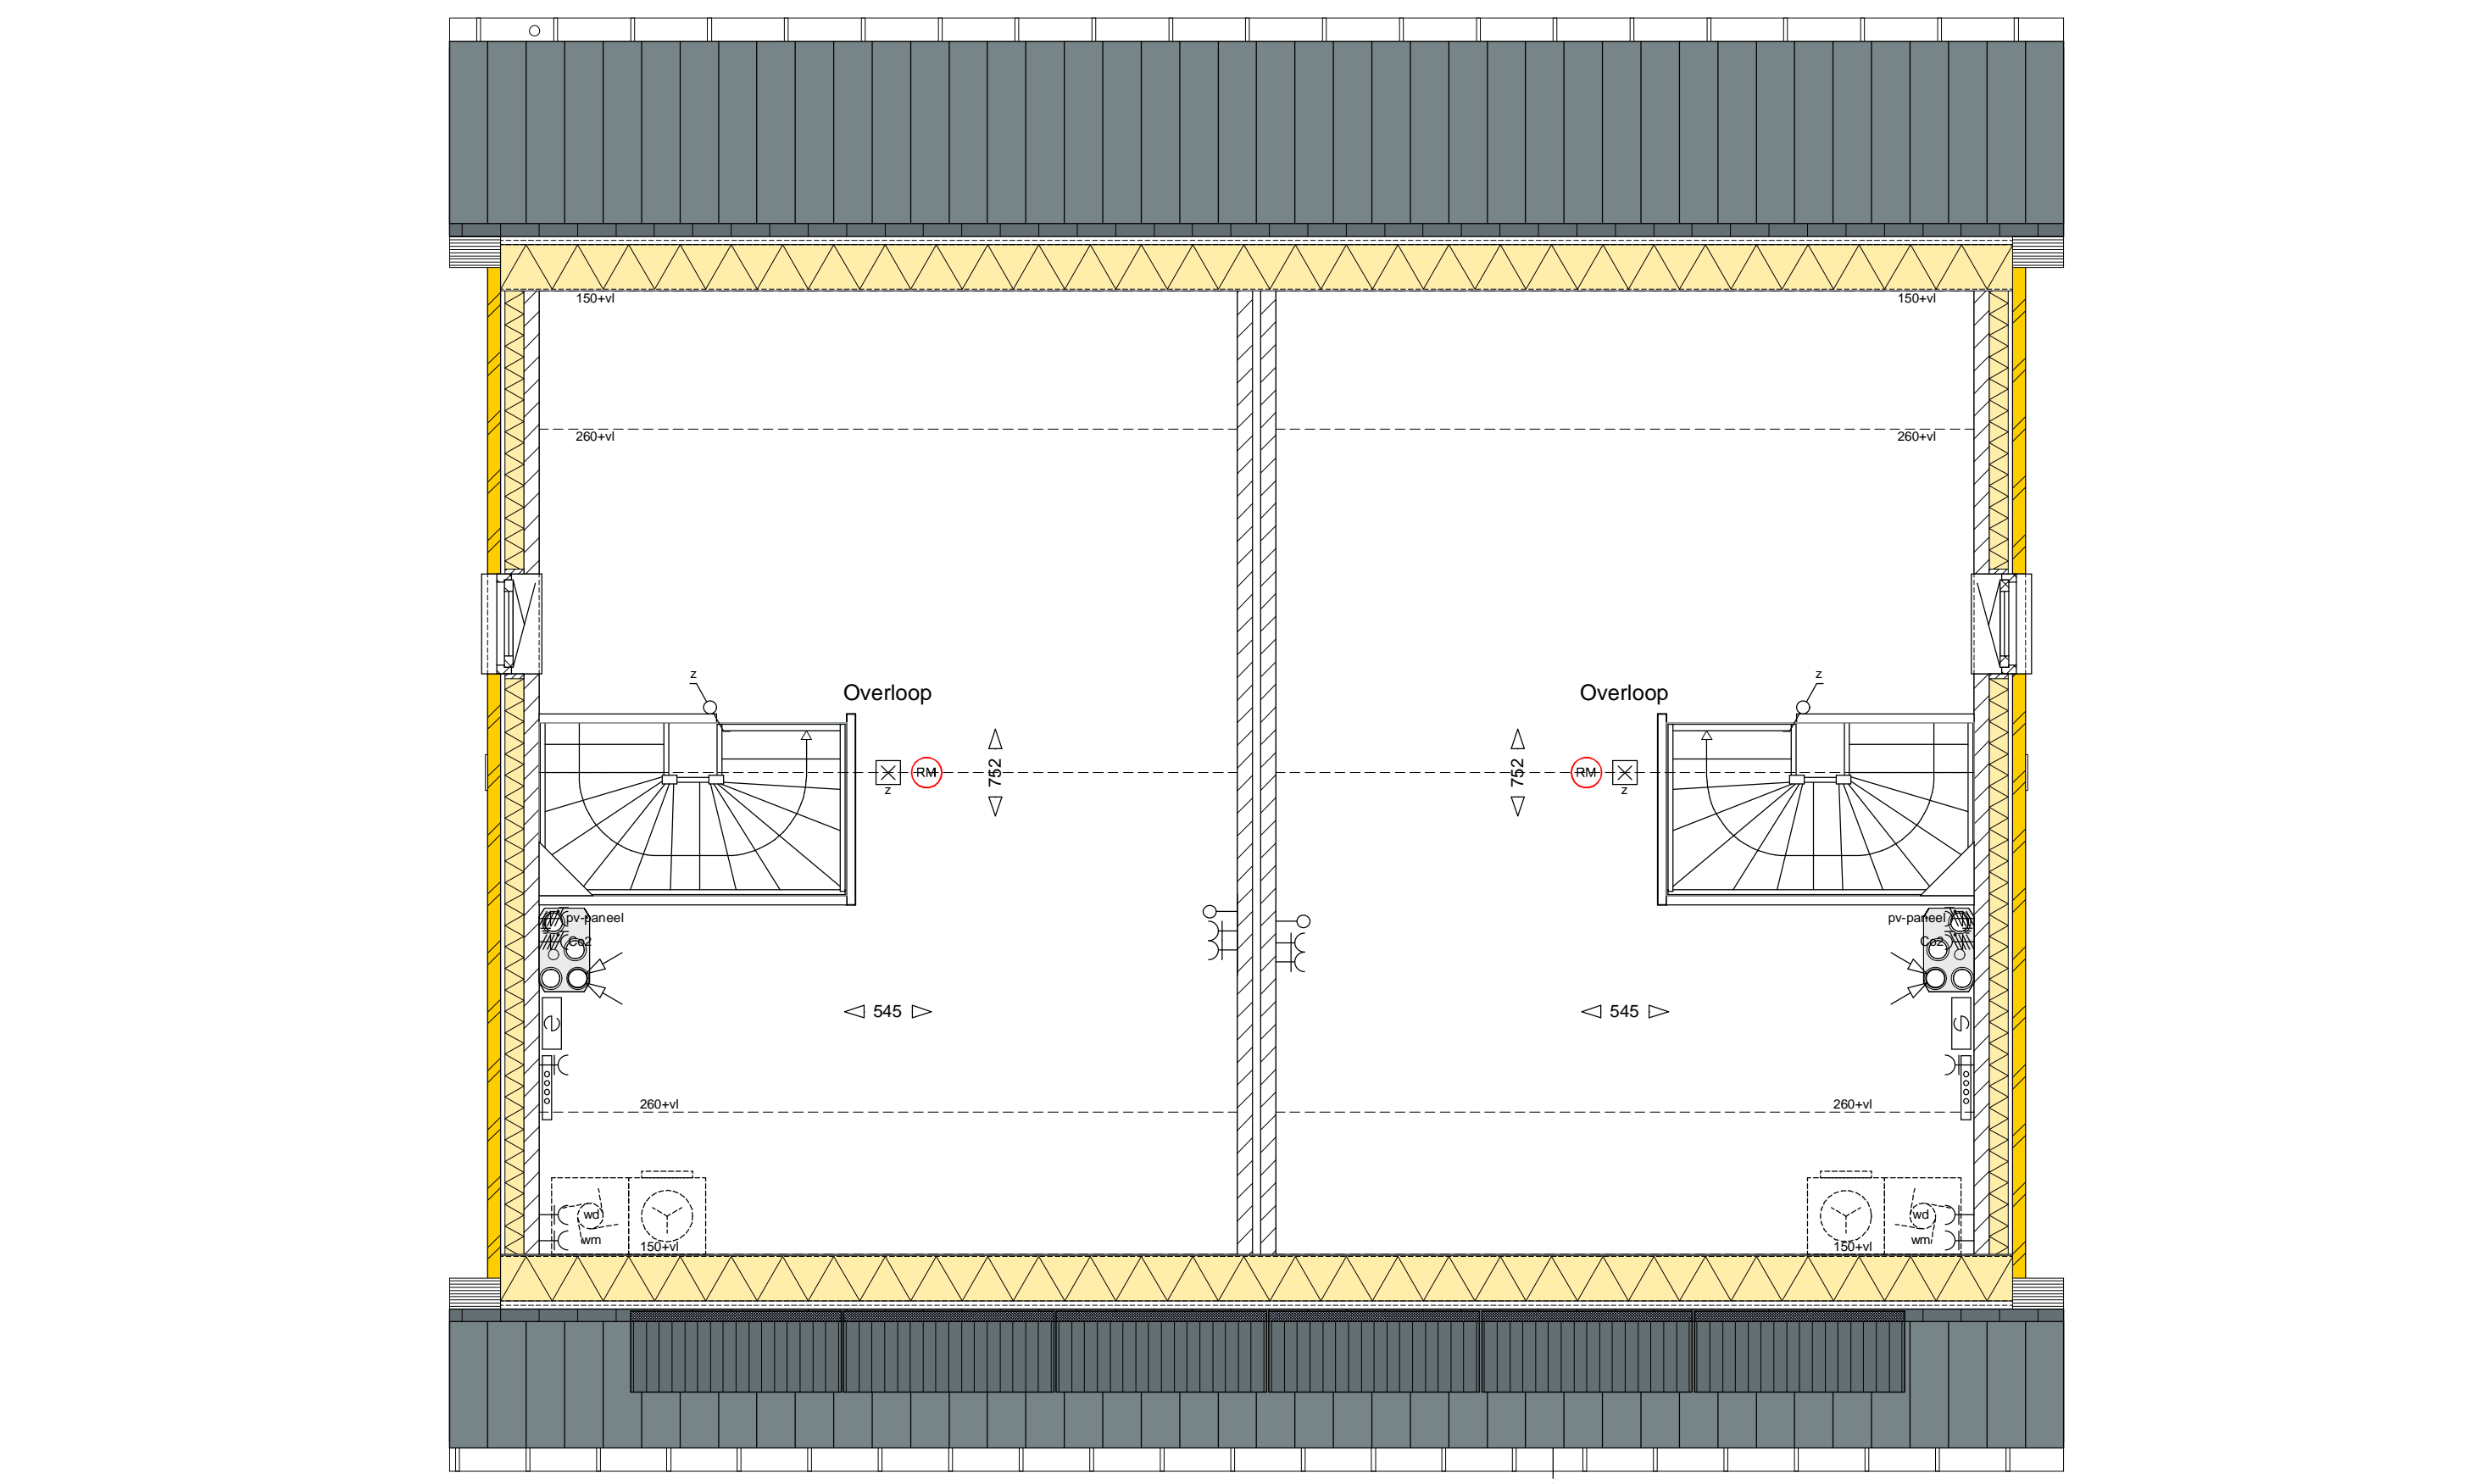 150+vl 150+vl
260+vl 260+vl
z z
Overloop Overloop
RM 752 752 RM
z z
pv-paneel pv-paneel
Co2 Co2
545 545
e e
260+vl 260+vl
wd wd
wm wm
150+vl 150+vl